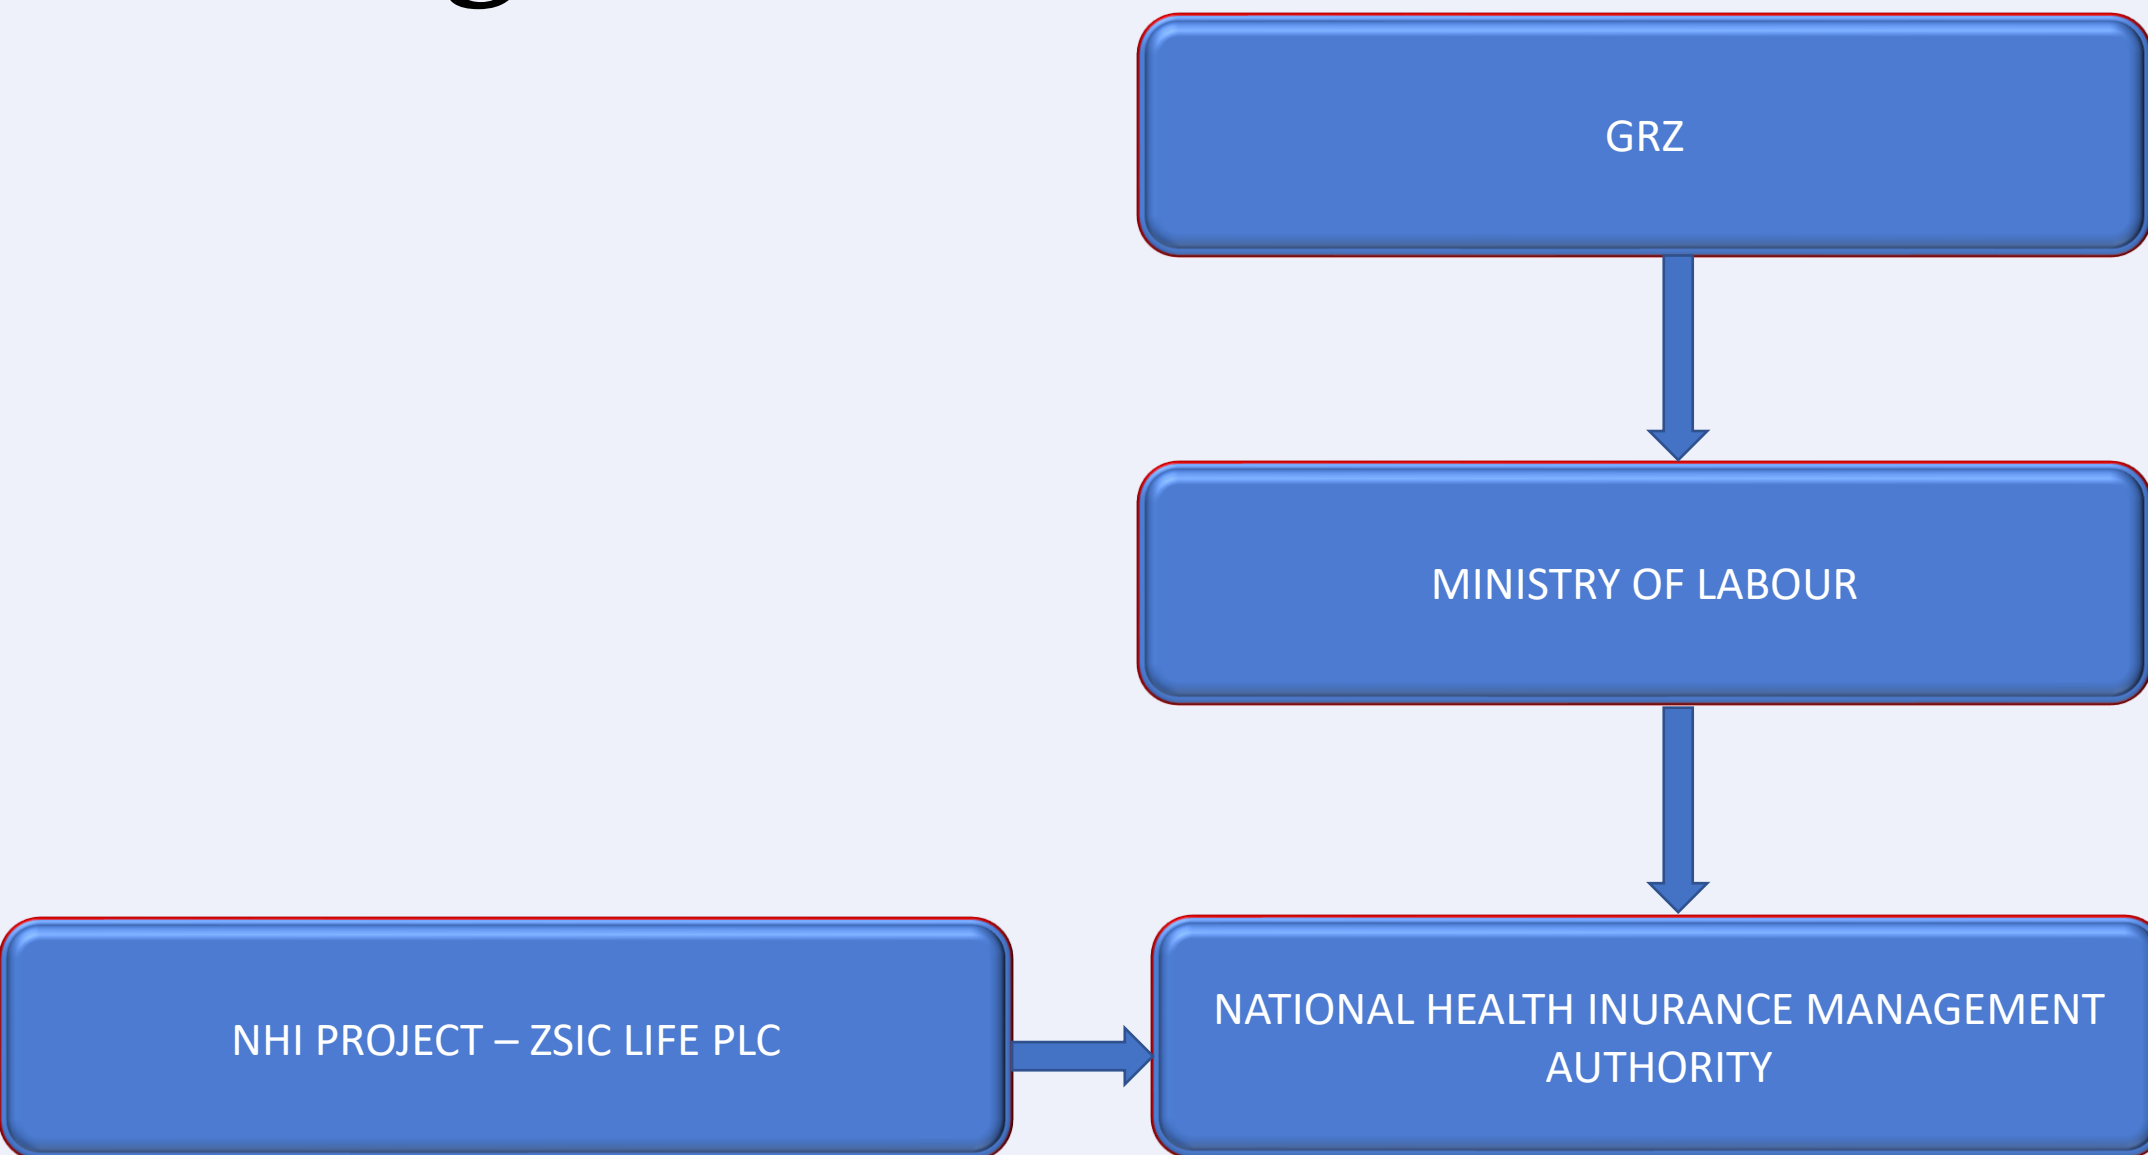 GRZ
MINISTRY OF LABOUR
NHI PROJECT – ZSIC LIFE PLC
NATIONAL HEALTH INURANCE MANAGEMENT
AUTHORITY